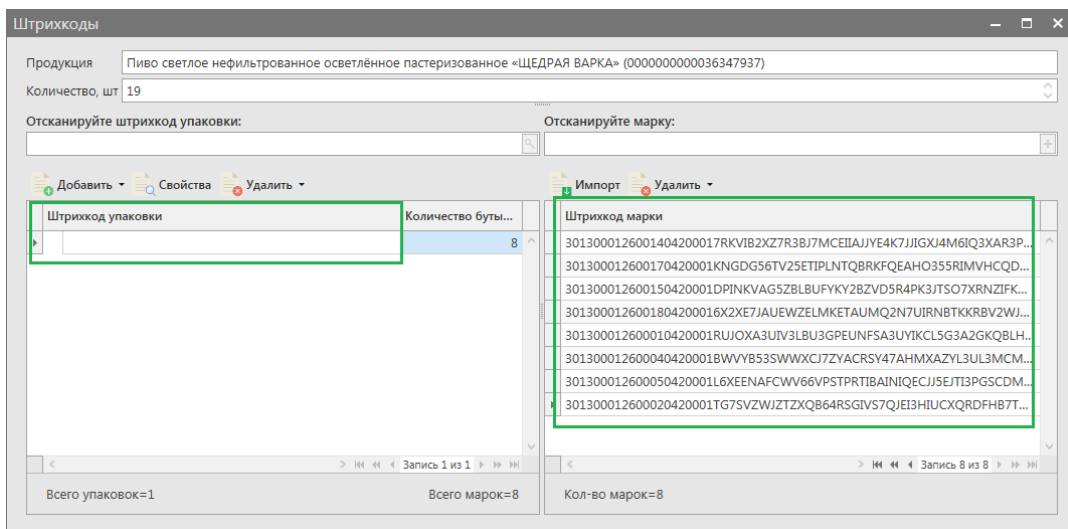 Штрихкоды
Продукция Пиво светлое нефильтрованное осветлённое пастеризованное «ЩЕДРАЯ ВАРКА» (0000000000036347937)
Количество, шт 19
Отсканируйте штрихкод упаковки: Отсканируйте марку:
Добавить Свойства Удалить Импорт Удалить
Штрихкод упаковки Количество буты... Штрихкод марки
8 301300012600140420001​7RKVIB2XZ7R3BJ7MCEIIAJJYE4K7JJIGXJ4M6IQ3XAR3P...
301300012600170420001KNGDG56TV25ETIPLNTQBRKFQEAHO355RIMVHCQD...
301300012600150420001DPINKVAG5ZBLBUFYKY2BZVD5R4PK3JTSO7XRNZIFK...
301300012600180420001​6X2XE7JAUEWZELMKETAUMQ2N7UIRNBTKKRBV2WJ...
301300012600010420001RUJOXA3UIV3LBU3GPEUNFSA3UYIKCL5G3A2GKQBLH...
301300012600040420001BWVYB53SWWXCJ7ZYACRSY47AHMXAZYL3UL3MCM...
301300012600050420001L6XEENAFCWV66VPSTPRTIBAINIQECJJ5EJTI3PGSCDM...
301300012600020420001TG7SVZWJZTZXQB64RSGIVS7QJEI3HIUCXQRDFHB7T...
Запись 1 из 1 Запись 8 из 8
Всего упаковок=1 Всего марок=8 Кол-во марок=8